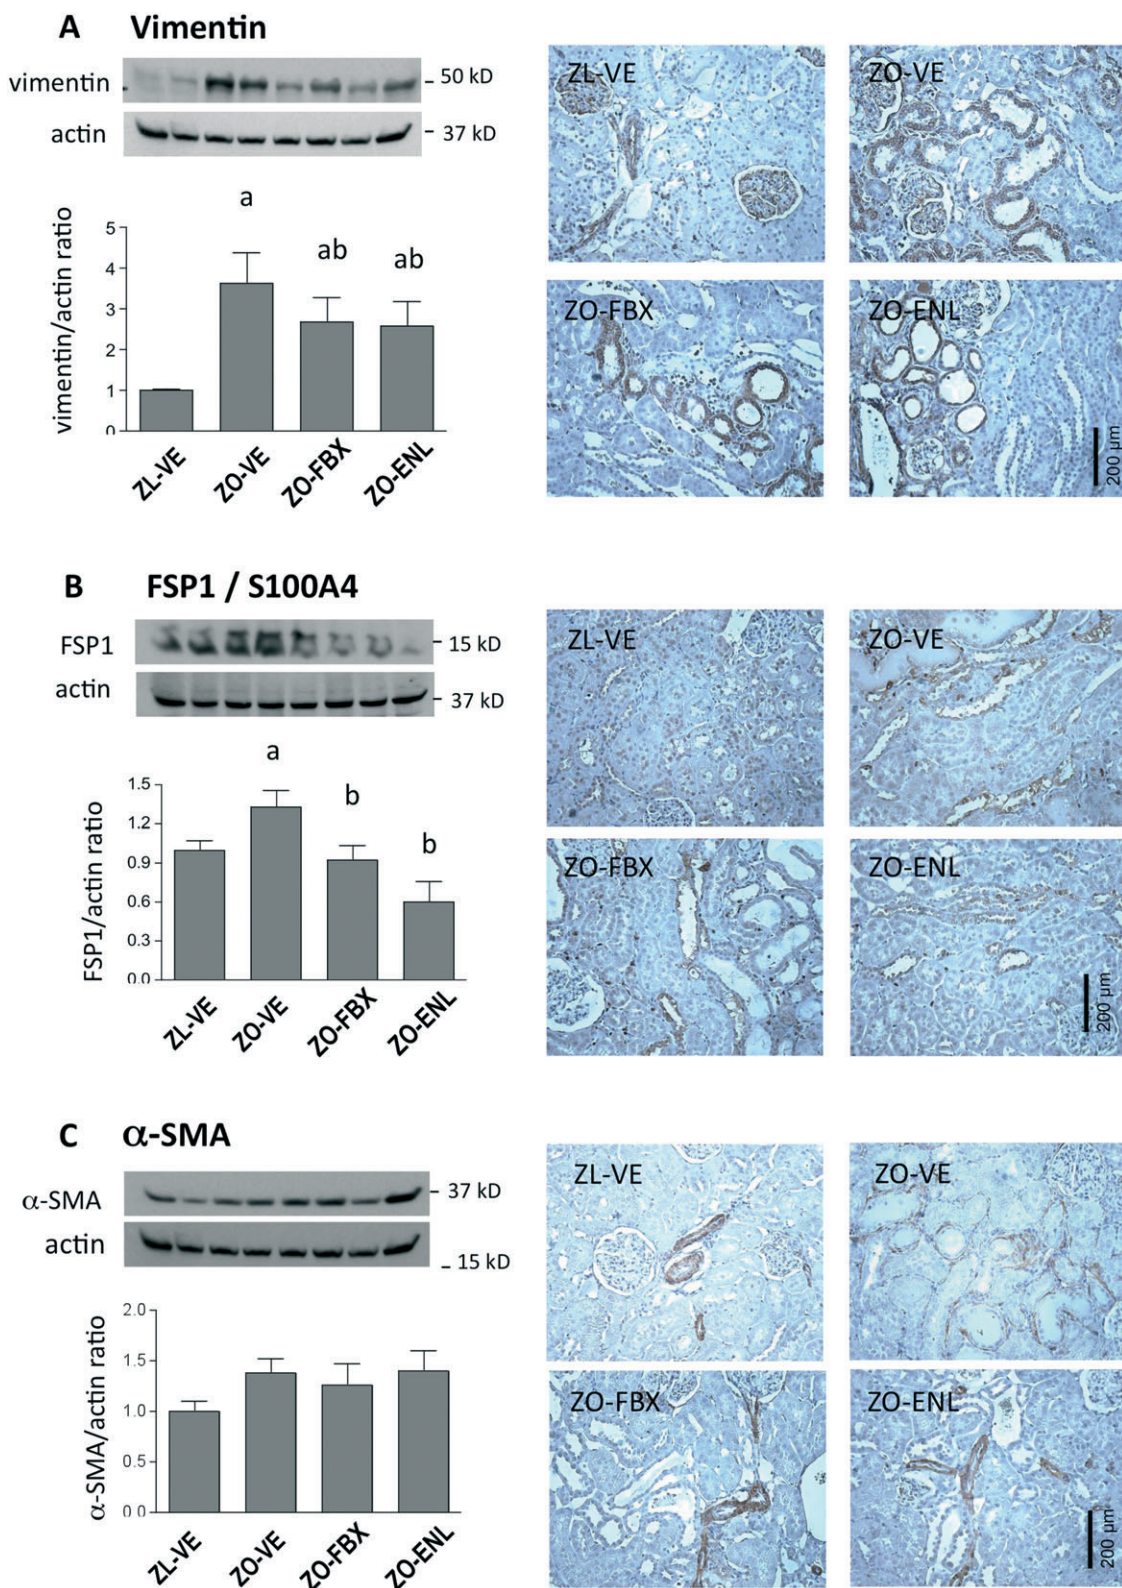 A Vimentin
vimentin
- 50 kD
actin
- 37 kD
a
ab
ab
vimentin/actin ratio
5
4
3
2
1
0
ZL-VE
ZO-VE
ZO-FBX
ZO-ENL
ZL-VE
ZO-VE
ZO-FBX
ZO-ENL
200 µm
B FSP1 / S100A4
FSP1
- 15 kD
actin
- 37 kD
a
b
b
FSP1/actin ratio
1.5
1.2
0.9
0.6
0.3
0.0
ZL-VE
ZO-VE
ZO-FBX
ZO-ENL
ZL-VE
ZO-VE
ZO-FBX
ZO-ENL
200 µm
C α-SMA
α-SMA
- 37 kD
actin
- 15 kD
α-SMA/actin ratio
2.0
1.5
1.0
0.5
0.0
ZL-VE
ZO-VE
ZO-FBX
ZO-ENL
ZL-VE
ZO-VE
ZO-FBX
ZO-ENL
200 µm